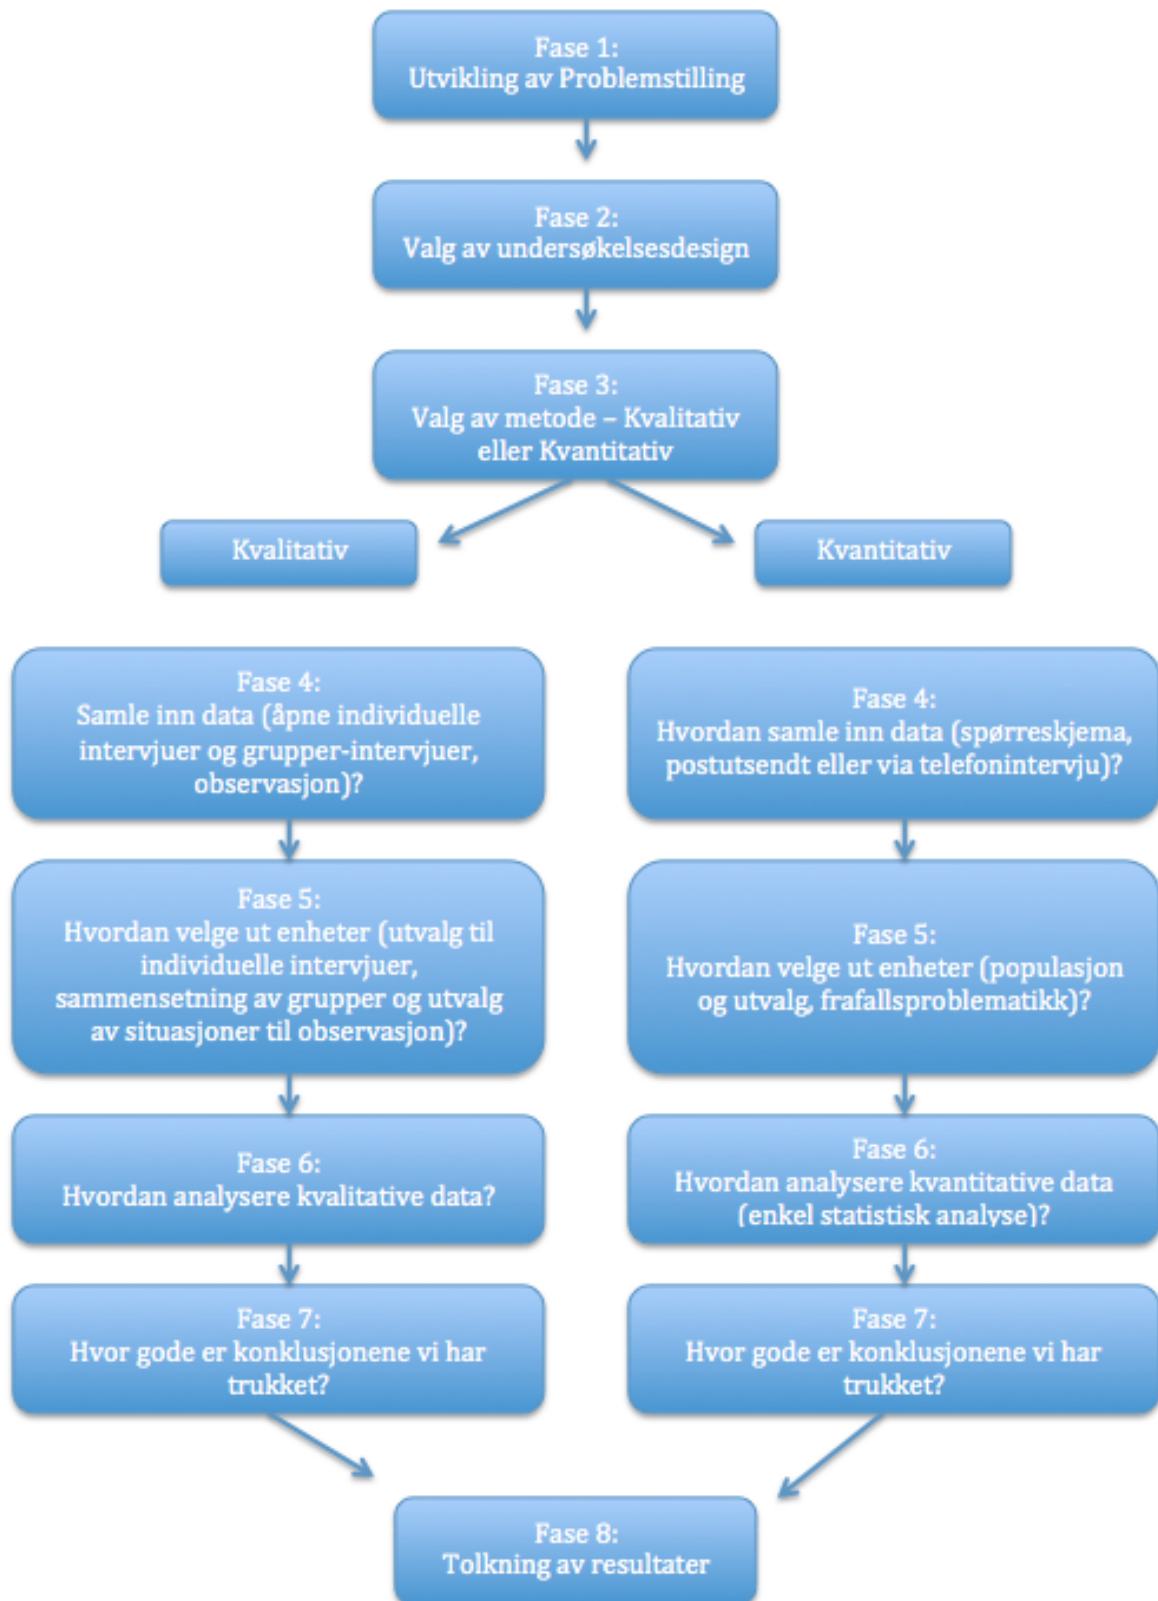 Fase 1:
Utvikling av Problemstilling
Fase 2:
Valg av undersøkelsesdesign
Fase 3:
Valg av metode – Kvalitativ
eller Kvantitativ
Kvalitativ
Kvantitativ
Fase 4:
Samle inn data (åpne individuelle
intervjuer og grupper-intervjuer,
observasjon)?
Fase 4:
Hvordan samle inn data (spørreskjema,
postutsendt eller via telefonintervju)?
Fase 5:
Hvordan velge ut enheter (utvalg til
individuelle intervjuer,
sammensetning av grupper og utvalg
av situasjoner til observasjon)?
Fase 5:
Hvordan velge ut enheter (populasjon
og utvalg, frafallsproblematikk)?
Fase 6:
Hvordan analysere kvalitative data?
Fase 6:
Hvordan analysere kvantitative data
(enkel statistisk analyse)?
Fase 7:
Hvor gode er konklusjonene vi har
trukket?
Fase 7:
Hvor gode er konklusjonene vi har
trukket?
Fase 8:
Tolkning av resultater